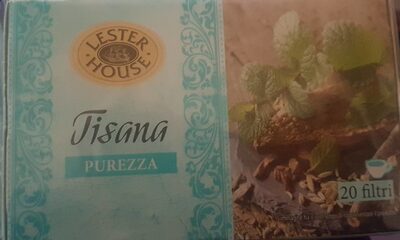 LESTER
HOUSE
Tisana
PUREZZA
20 filtri